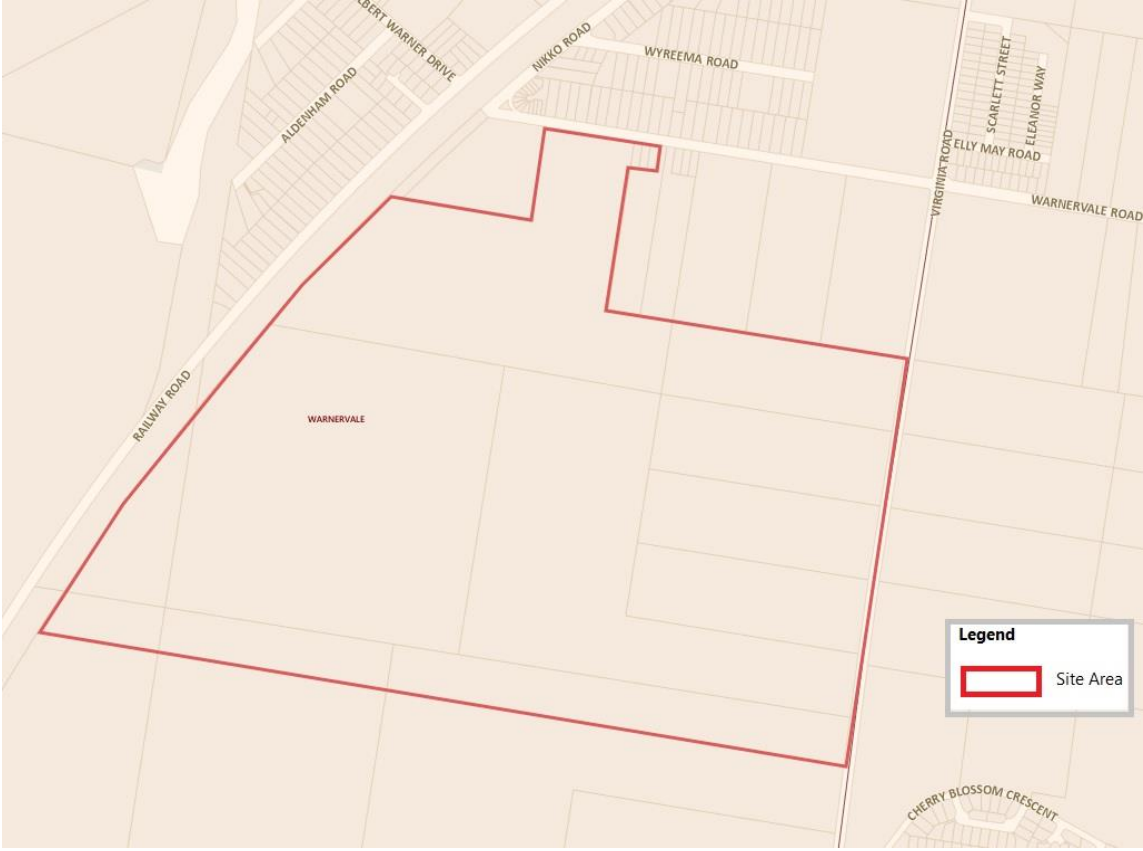 LBERT WARNER DRIVE
ALDENHAM ROAD
NIKKO ROAD
WYREEMA ROAD
SCARLETT STREET
ELEANOR WAY
ELLY MAY ROAD
VIRGINIA ROAD
WARNERVALE ROAD
RAILWAY ROAD
WARNERVALE
Legend
Site Area
CHERRY BLOSSOM CRESCENT